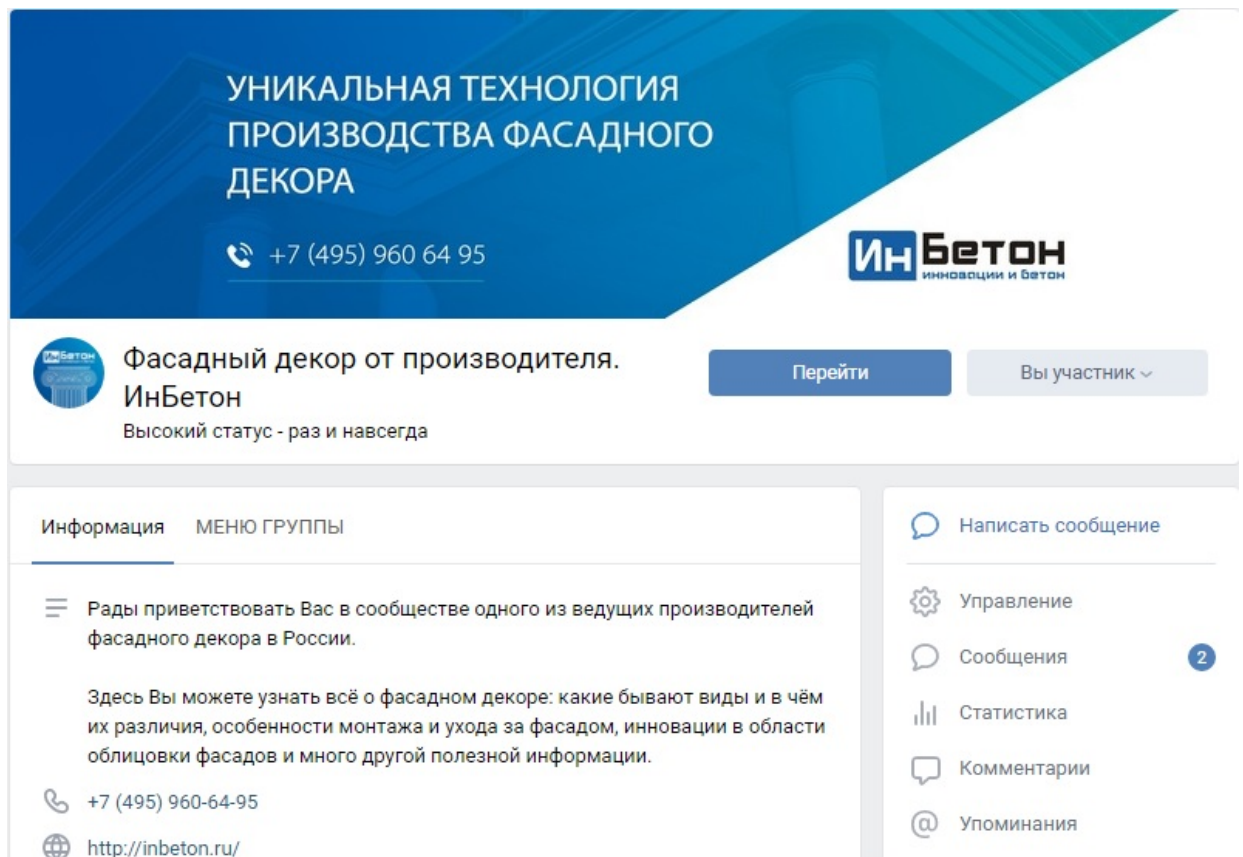 УНИКАЛЬНАЯ ТЕХНОЛОГИЯ
ПРОИЗВОДСТВА ФАСАДНОГО
ДЕКОРА
+7 (495) 960 64 95
ИнБетон
инновации и бетон
ИнБетон
Фасадный декор от производителя.
ИнБетон
Высокий статус - раз и навсегда
Перейти
Вы участник
Информация МЕНЮ ГРУППЫ
Рады приветствовать Вас в сообществе одного из ведущих производителей
фасадного декора в России.
Здесь Вы можете узнать всё о фасадном декоре: какие бывают виды и в чём
их различия, особенности монтажа и ухода за фасадом, инновации в области
облицовки фасадов и много другой полезной информации.
+7 (495) 960-64-95
http://inbeton.ru/
Написать сообщение
Управление
Сообщения 2
Статистика
Комментарии
Упоминания